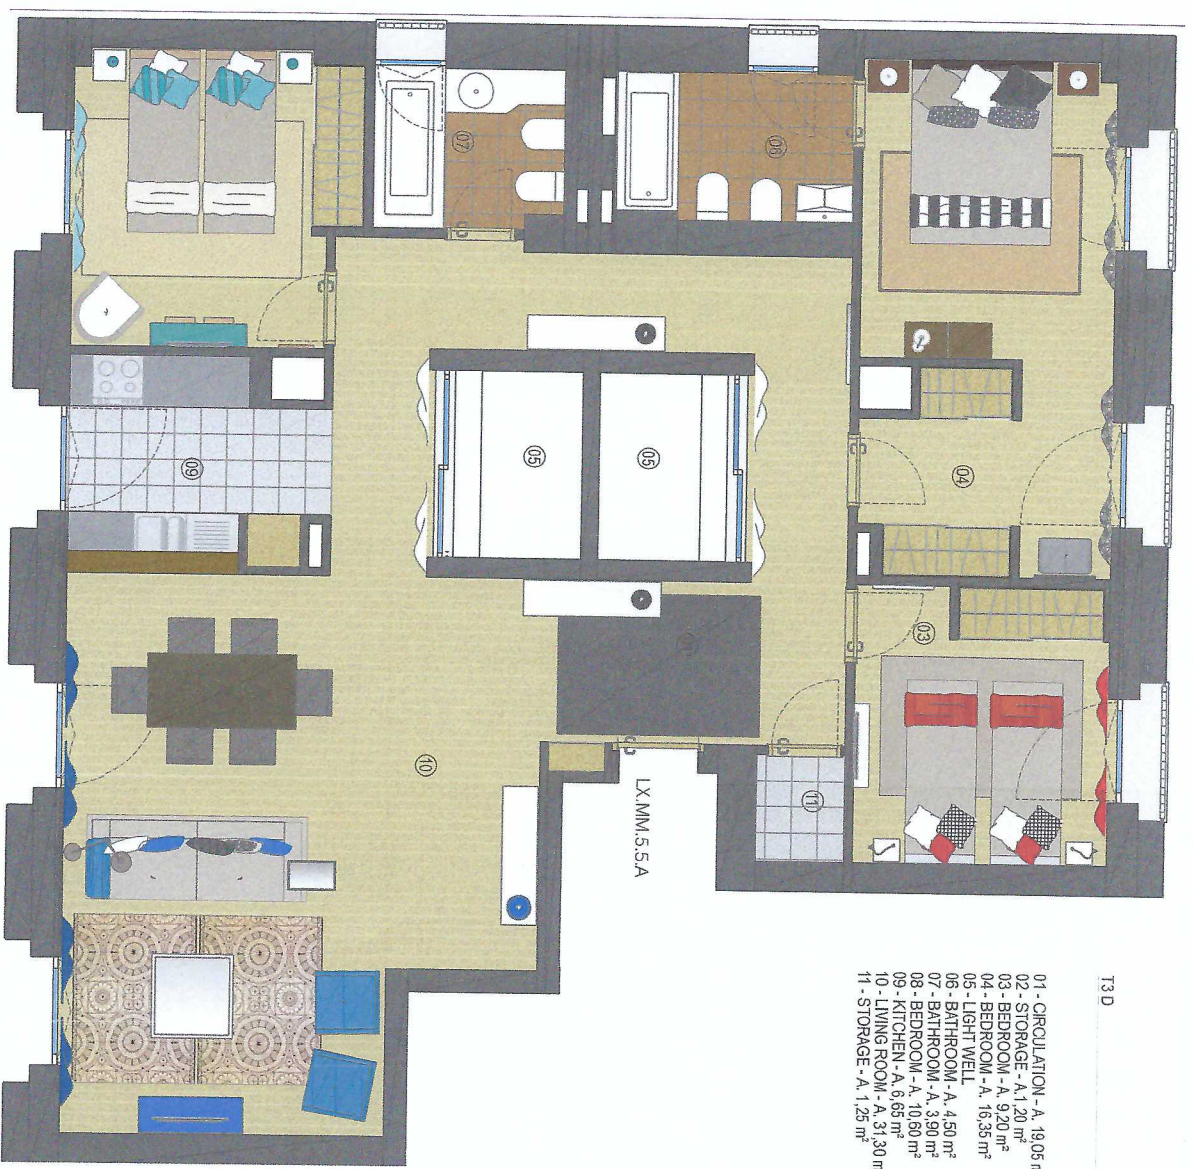 T3 D
01 - CIRCULATION - A. 19,05 m
02 - STORAGE - A.1,20 m²
03 - BEDROOM - A. 9,20 m²
04 - BEDROOM - A. 16,35 m²
05 - LIGHT WELL
06 - BATHROOM - A. 4,50 m²
07 - BATHROOM - A. 3,90 m²
08 - BEDROOM - A. 10,60 m²
09 - KITCHEN - A. 6,65 m²
10 - LIVING ROOM - A. 31,30 m
11 - STORAGE - A. 1,25 m²
LX.MM.5.5.A
03
04
05
05
06
07
09
10
11